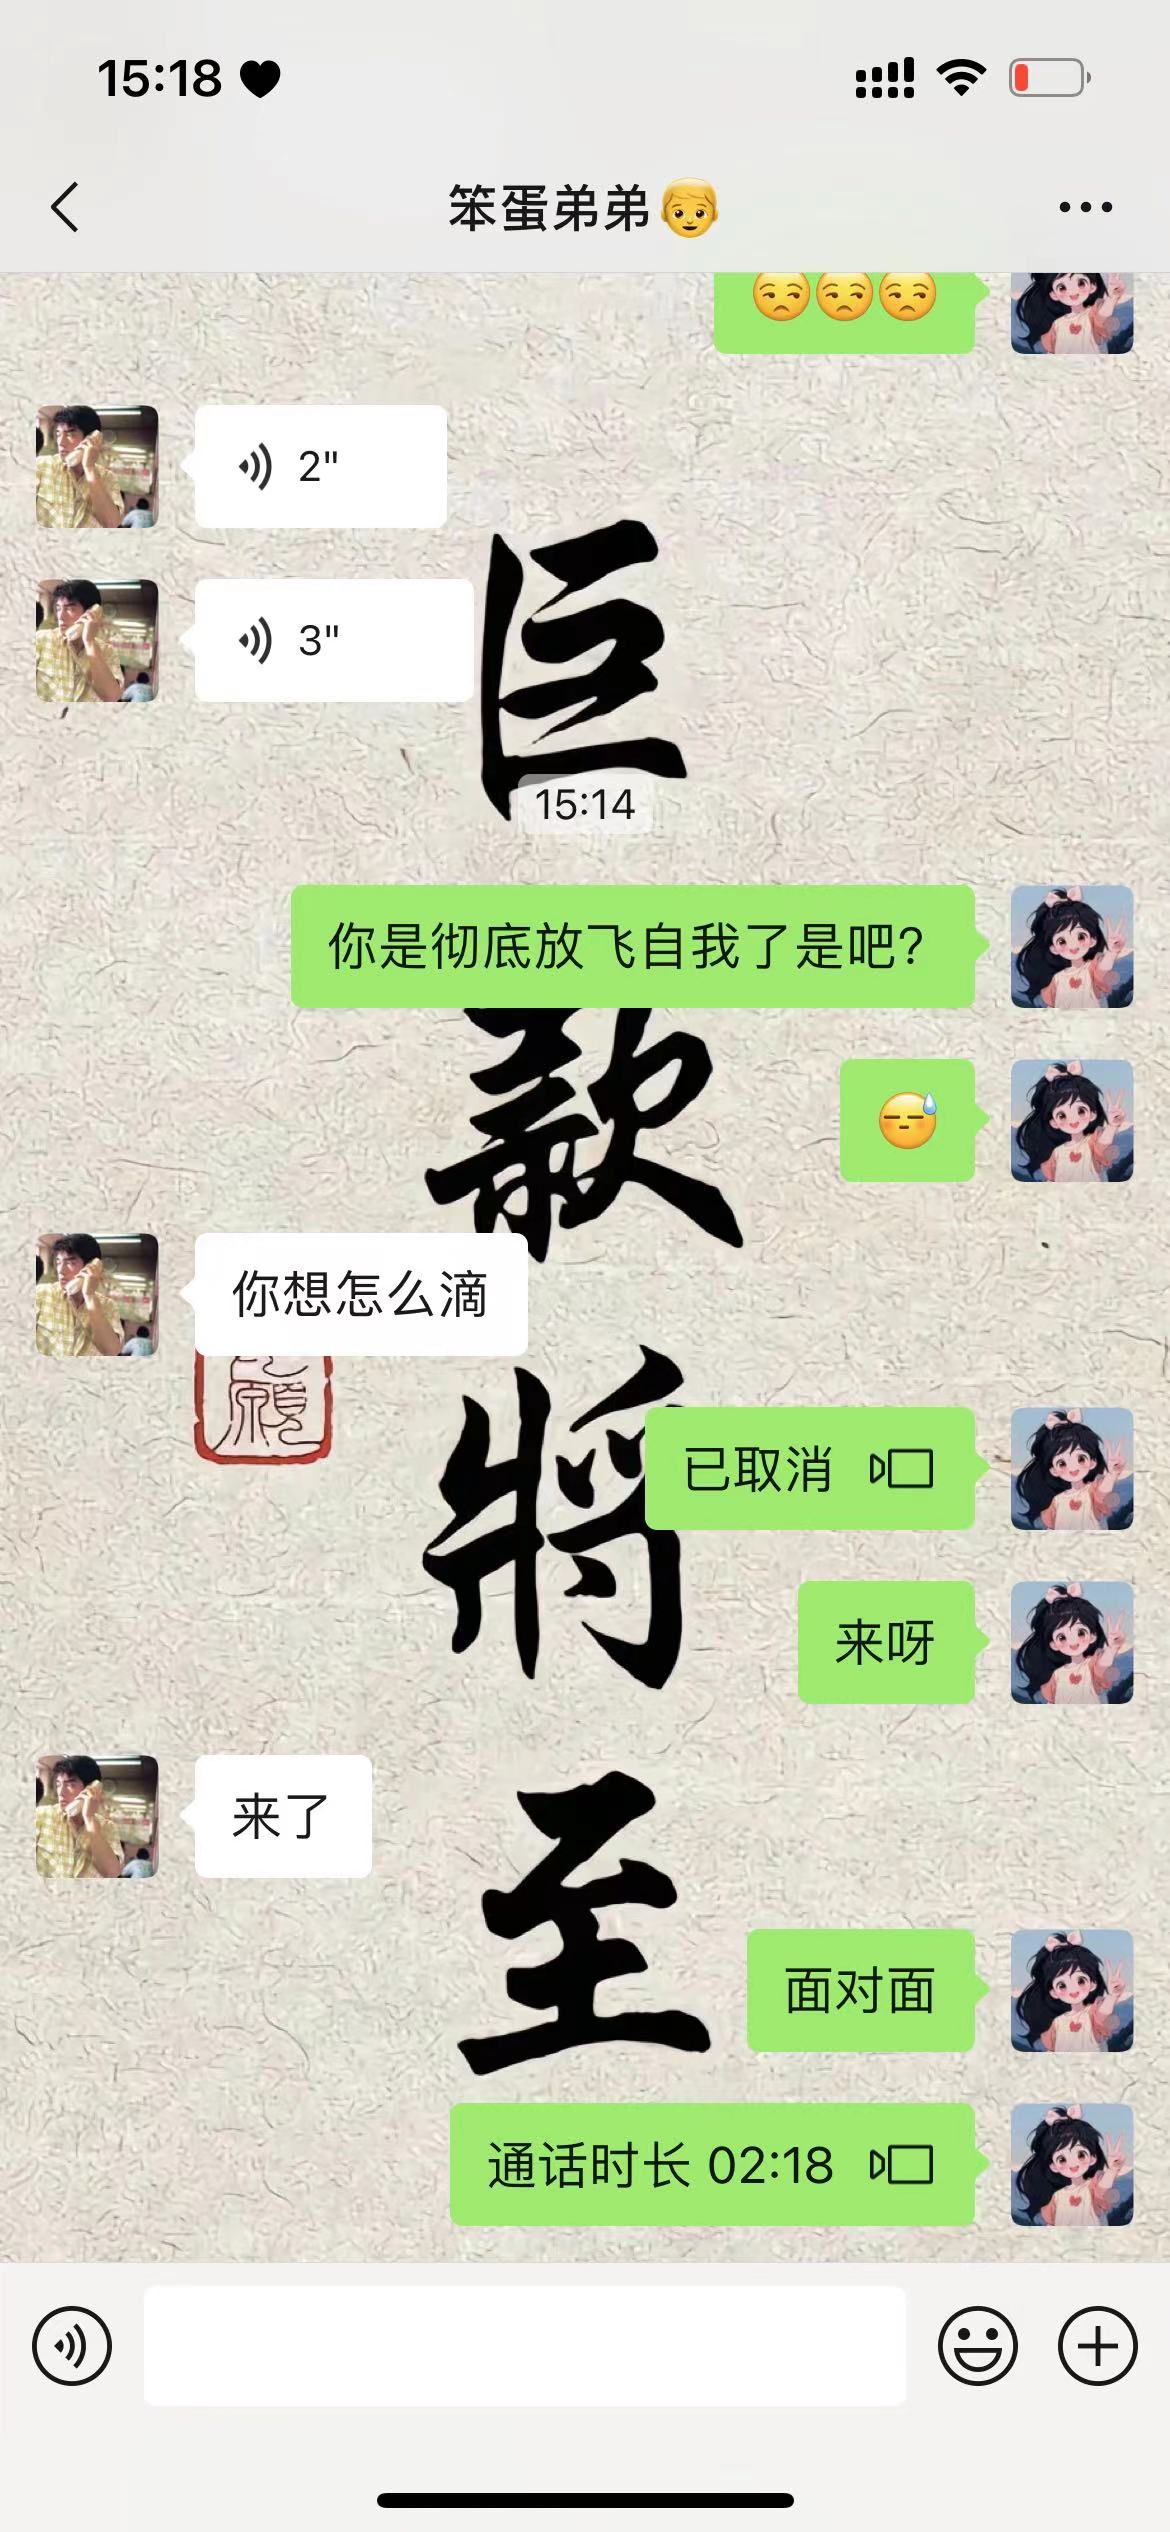 15:18
笨蛋弟弟👦
😒😒😒
2"
3"
巨
15:14
你是彻底放飞自我了是吧?
款
😅
你想怎么滴
願
將
已取消
来呀
来了
至
面对面
通话时长 02:18